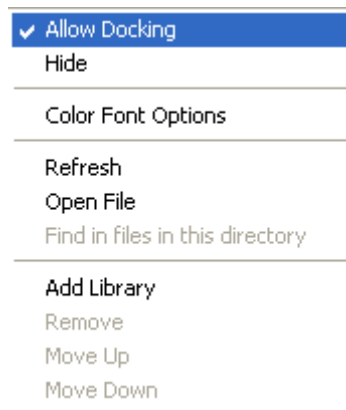 Allow Docking
Hide
Color Font Options
Refresh
Open File
Find in files in this directory
Add Library
Remove
Move Up
Move Down